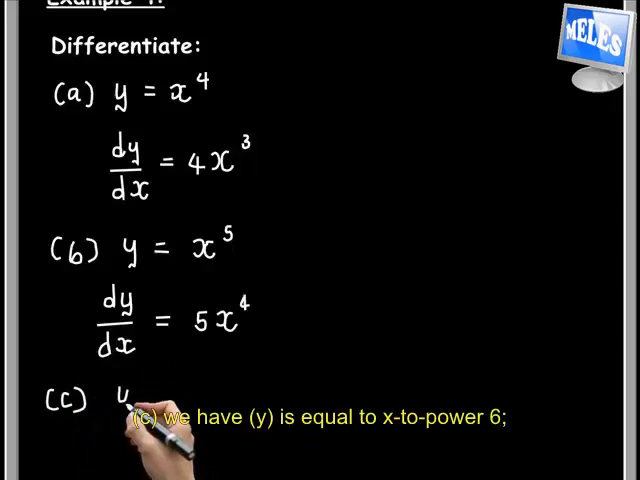 Example 1:
Differentiate:
MELES
(a) y = x⁴
dy/dx = 4x³
(b) y = x⁵
dy/dx = 5x⁴
(c) y
(c) we have (y) is equal to x-to-power 6;